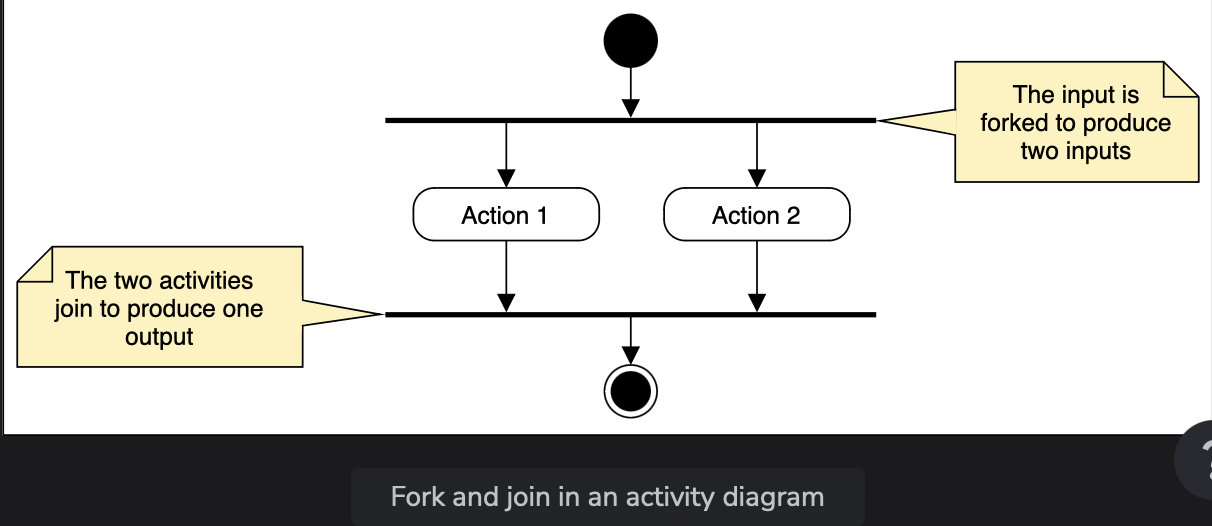 The input is
forked to produce
two inputs
Action 1
Action 2
The two activities
join to produce one
output
Fork and join in an activity diagram
?